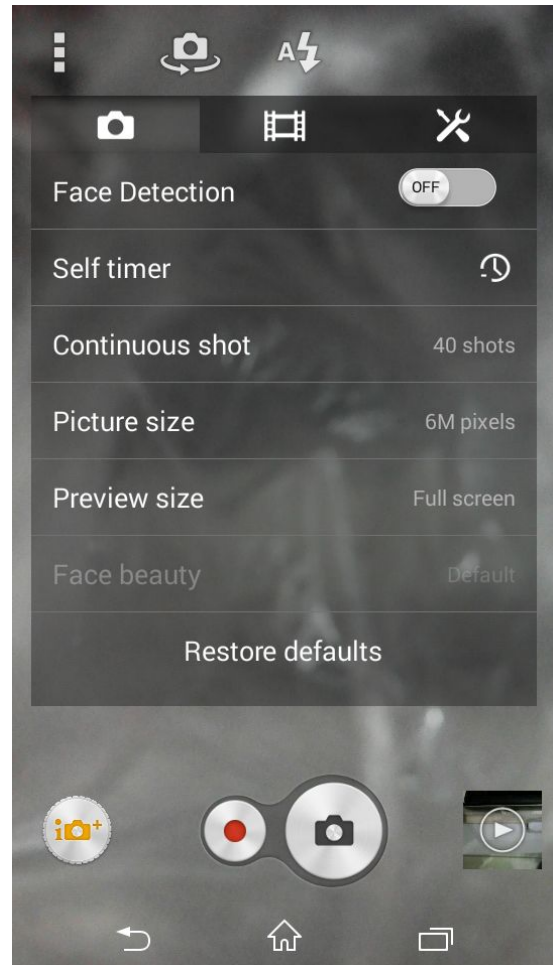 A
Face Detection
OFF
Self timer
Continuous shot
40 shots
Picture size
6M pixels
Preview size
Full screen
Face beauty
Default
Restore defaults
i+